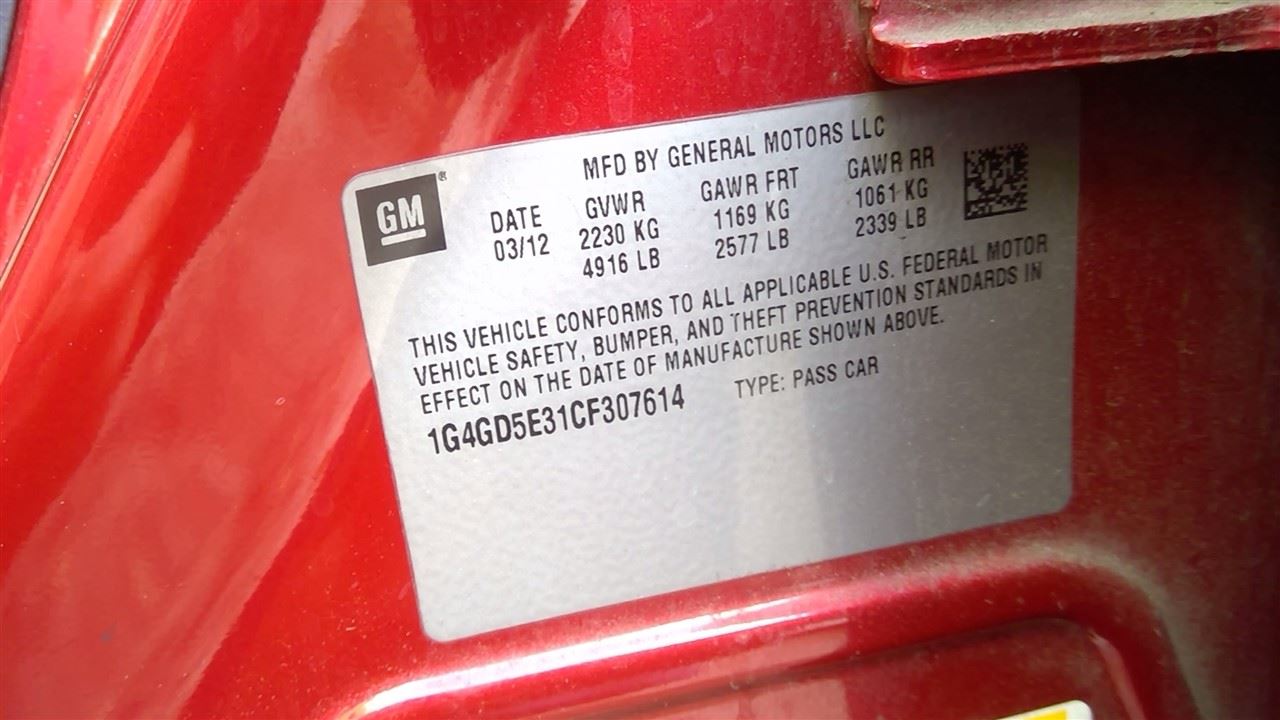 MFD BY GENERAL MOTORS LLC
GM®
DATE GVWR GAWR FRT GAWR RR
03/12 2230 KG 1169 KG 1061 KG
4916 LB 2577 LB 2339 LB
THIS VEHICLE CONFORMS TO ALL APPLICABLE U.S. FEDERAL MOTOR
VEHICLE SAFETY, BUMPER, AND THEFT PREVENTION STANDARDS IN
EFFECT ON THE DATE OF MANUFACTURE SHOWN ABOVE.
1G4GD5E31CF307614 TYPE: PASS CAR